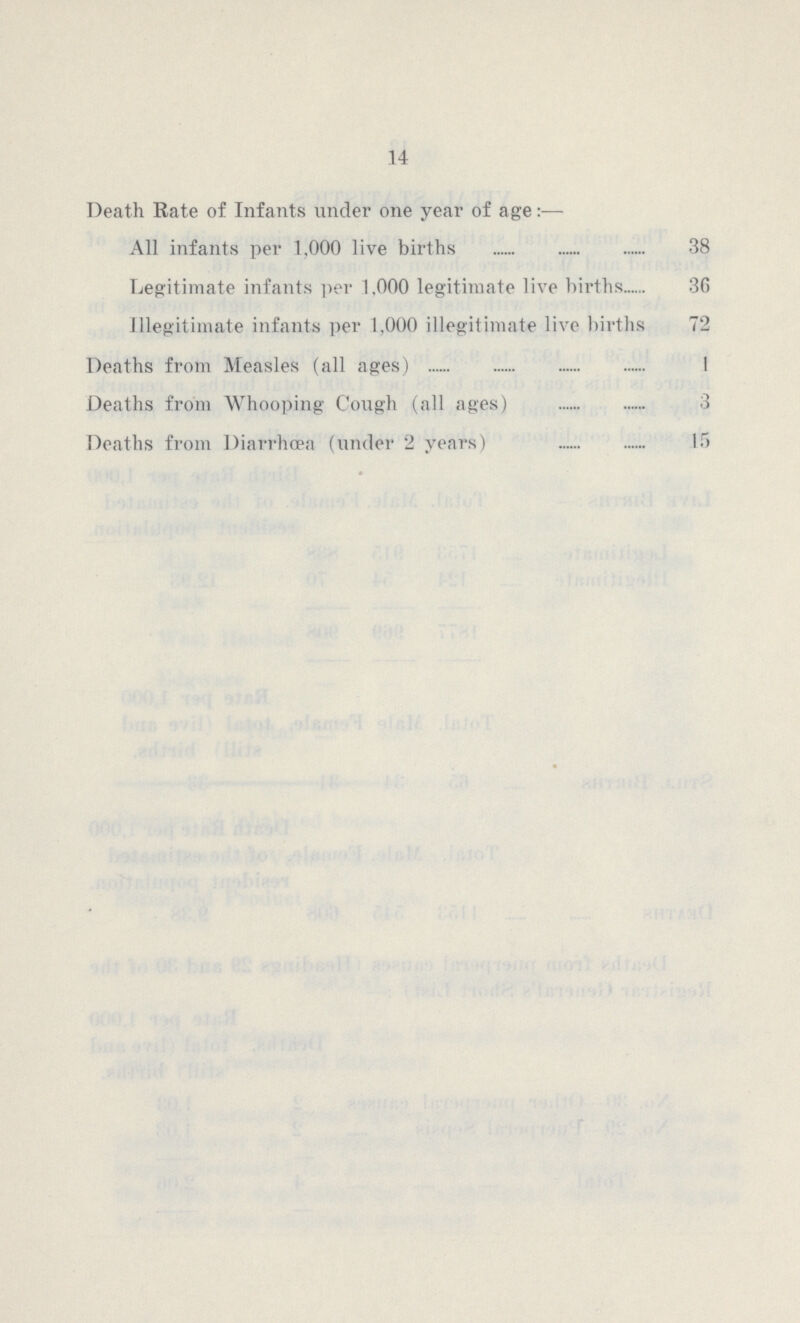 14
Death Rate of Infants under one year of age:—
All infants per 1,000 live births ...... ...... ...... 38
Legitimate infants per 1,000 legitimate live births...... 36
Illegitimate infants per 1,000 illegitimate live births 72
Deaths from Measles (all ages) ...... ...... ...... ...... 1
Deaths from Whooping Cough (all ages) ...... ...... 3
Deaths from Diarrhœa (under 2 years) ...... ...... 15